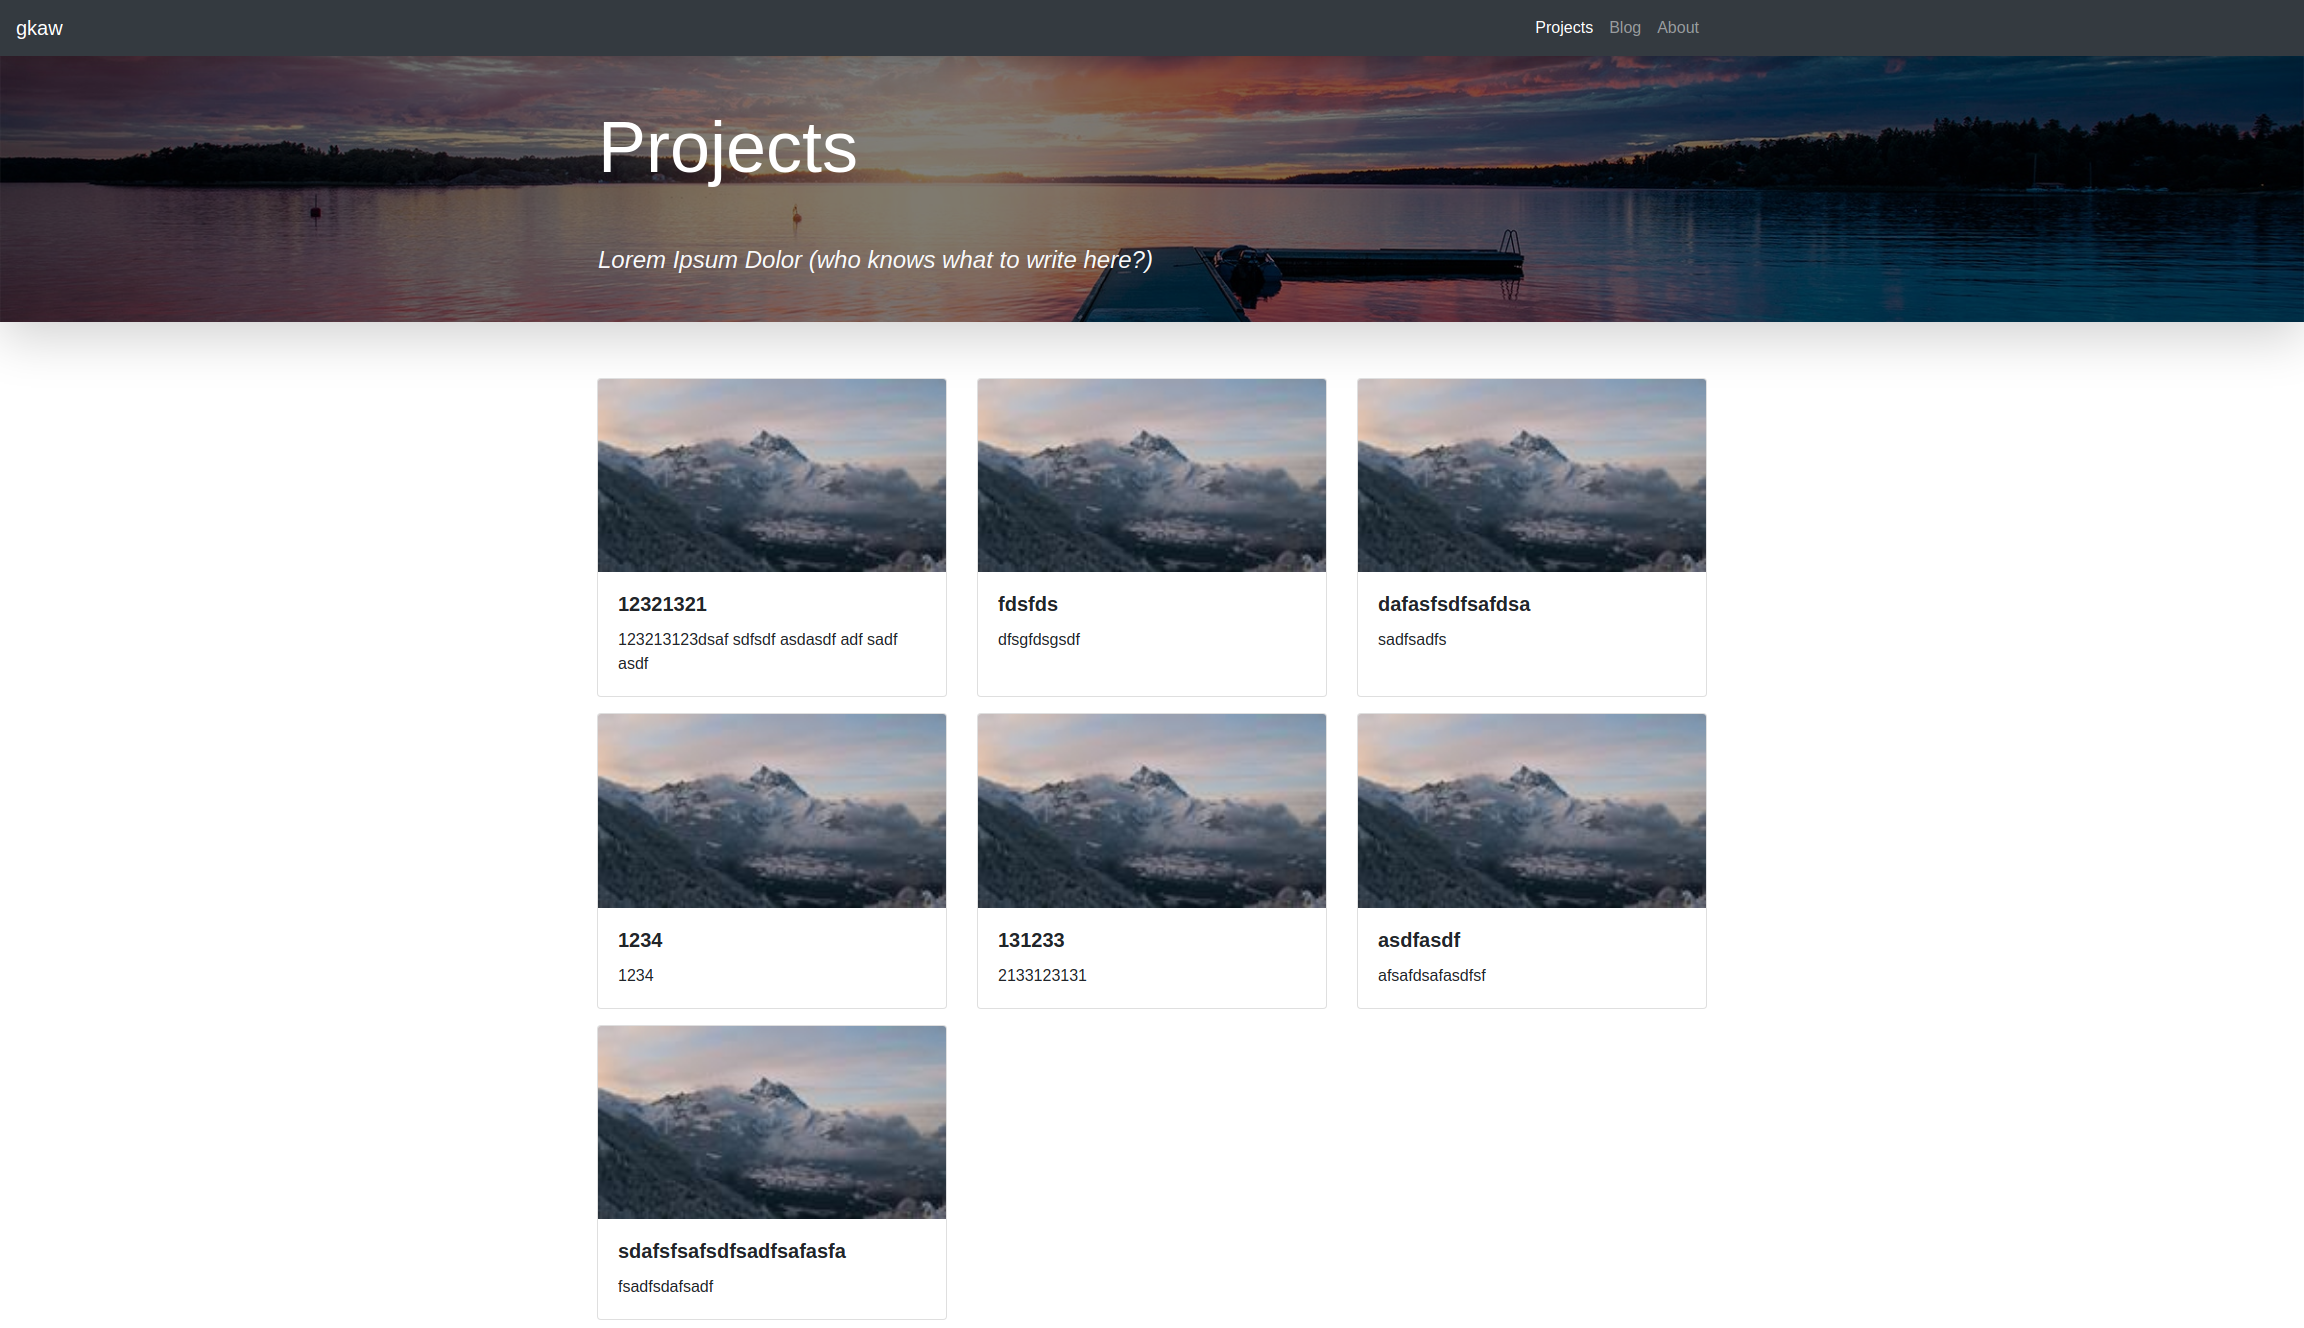 gkaw
Projects Blog About
Projects
Lorem Ipsum Dolor (who knows what to write here?)
12321321
123213123dsaf sdfsdf asdasdf adf sadf
asdf
fdsfds
dfsgfdsgsdf
dafasfsdfsafdsa
sadfsadfs
1234
1234
131233
2133123131
asdfasdf
afsafdsafasdfsf
sdafsfsafsdfsadfsafasfa
fsadfsdafsadf